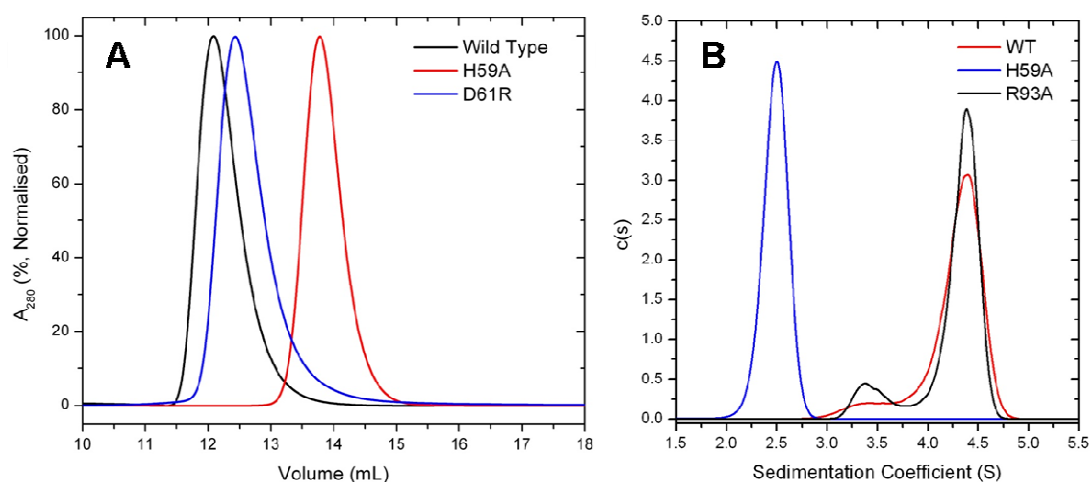 A
Wild Type
H59A
D61R
100
80
60
40
20
0
A280 (%, Normalised)
10 11 12 13 14 15 16 17 18
Volume (mL)
B
WT
H59A
R93A
5.0
4.5
4.0
3.5
3.0
2.5
2.0
1.5
1.0
0.5
0.0
c(s)
1.5 2.0 2.5 3.0 3.5 4.0 4.5 5.0 5.5
Sedimentation Coefficient (S)